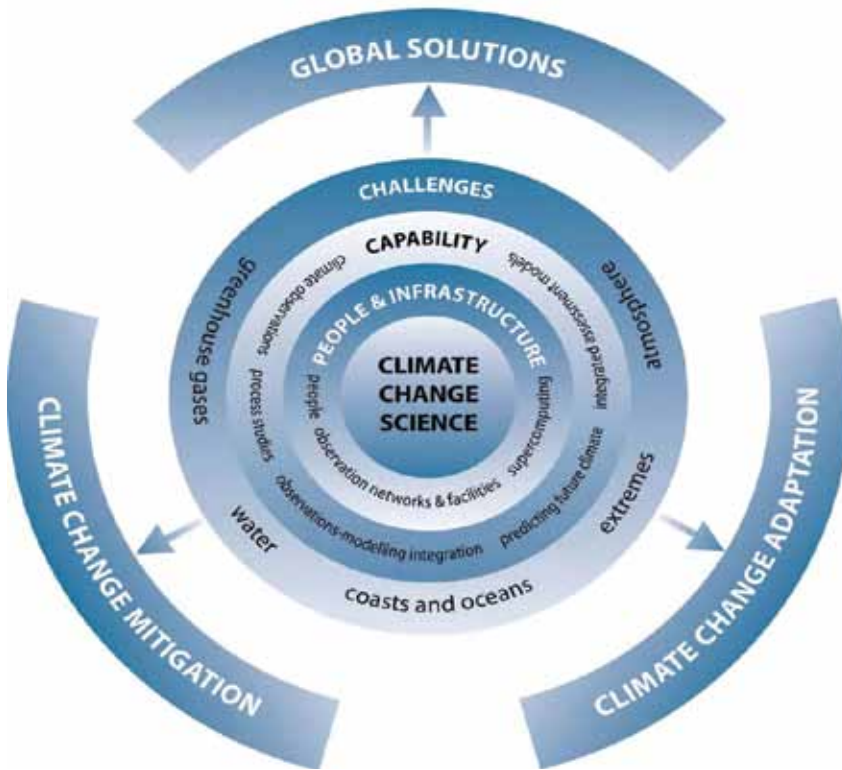 GLOBAL SOLUTIONS
CHALLENGES
CAPABILITY
PEOPLE & INFRASTRUCTURE
CLIMATE
CHANGE
SCIENCE
people
observation networks & facilities
supercomputing
climate observations
process studies
observations-modelling integration
predicting future climate
integrated assessment models
greenhouse gases
water
coasts and oceans
extremes
atmosphere
CLIMATE CHANGE MITIGATION
CLIMATE CHANGE ADAPTATION